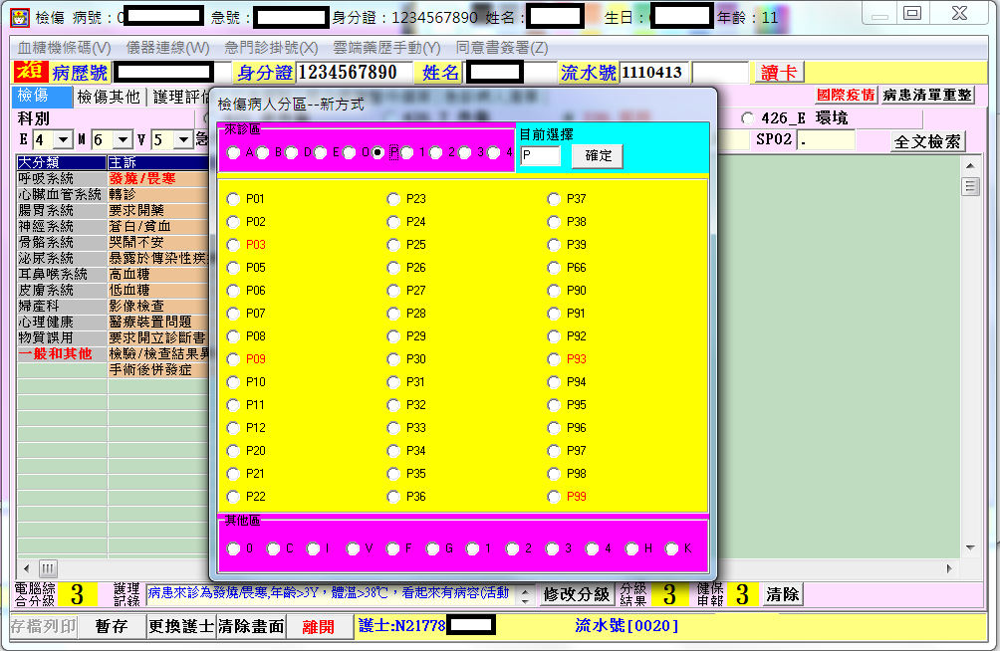 檢傷 病號：0 急號： 身分證：1234567890 姓名： 生日： 年齡：11
血糖機條碼(V) 儀器連線(W) 急門診掛號(X) 雲端藥歷手動(Y) 同意書簽署(Z)
病歷號 身分證 1234567890 姓名 流水號 1110413 讀卡
檢傷 檢傷其他 護理評估 國際疫情 病患清單重整
科別 426_E 環境
E 4 M 6 V 5 急 SPO2 . 全文檢索
大分類 主訴
呼吸系統 發燒/畏寒
心臟血管系統 轉診
腸胃系統 要求開藥
神經系統 蒼白/貧血
骨骼系統 哭鬧不安
泌尿系統 暴露於傳染性疾
耳鼻喉系統 高血糖
皮膚系統 低血糖
婦產科 影像檢查
心理健康 醫療裝置問題
物質誤用 要求開立診斷書
一般和其他 檢驗/檢查結果異
手術後併發症
檢傷病人分區--新方式
來診區
A B D E O P 1 2 3 4
目前選擇
P 確定
P01 P23 P37
P02 P24 P38
P03 P25 P39
P05 P26 P66
P06 P27 P90
P07 P28 P91
P08 P29 P92
P09 P30 P93
P10 P31 P94
P11 P32 P95
P12 P33 P96
P20 P34 P97
P21 P35 P98
P22 P36 P99
其他區
0 C I V F G 1 2 3 4 H K
電腦綜合分級 3 護理記錄 病患來診為發燒/畏寒,年齡>3Y，體溫>38℃，看起來有病容(活動 修改分級 分級結果 3 健保申報 3 清除
存檔列印 暫存 更換護士 清除畫面 離開 護士:N21778 流水號[0020]